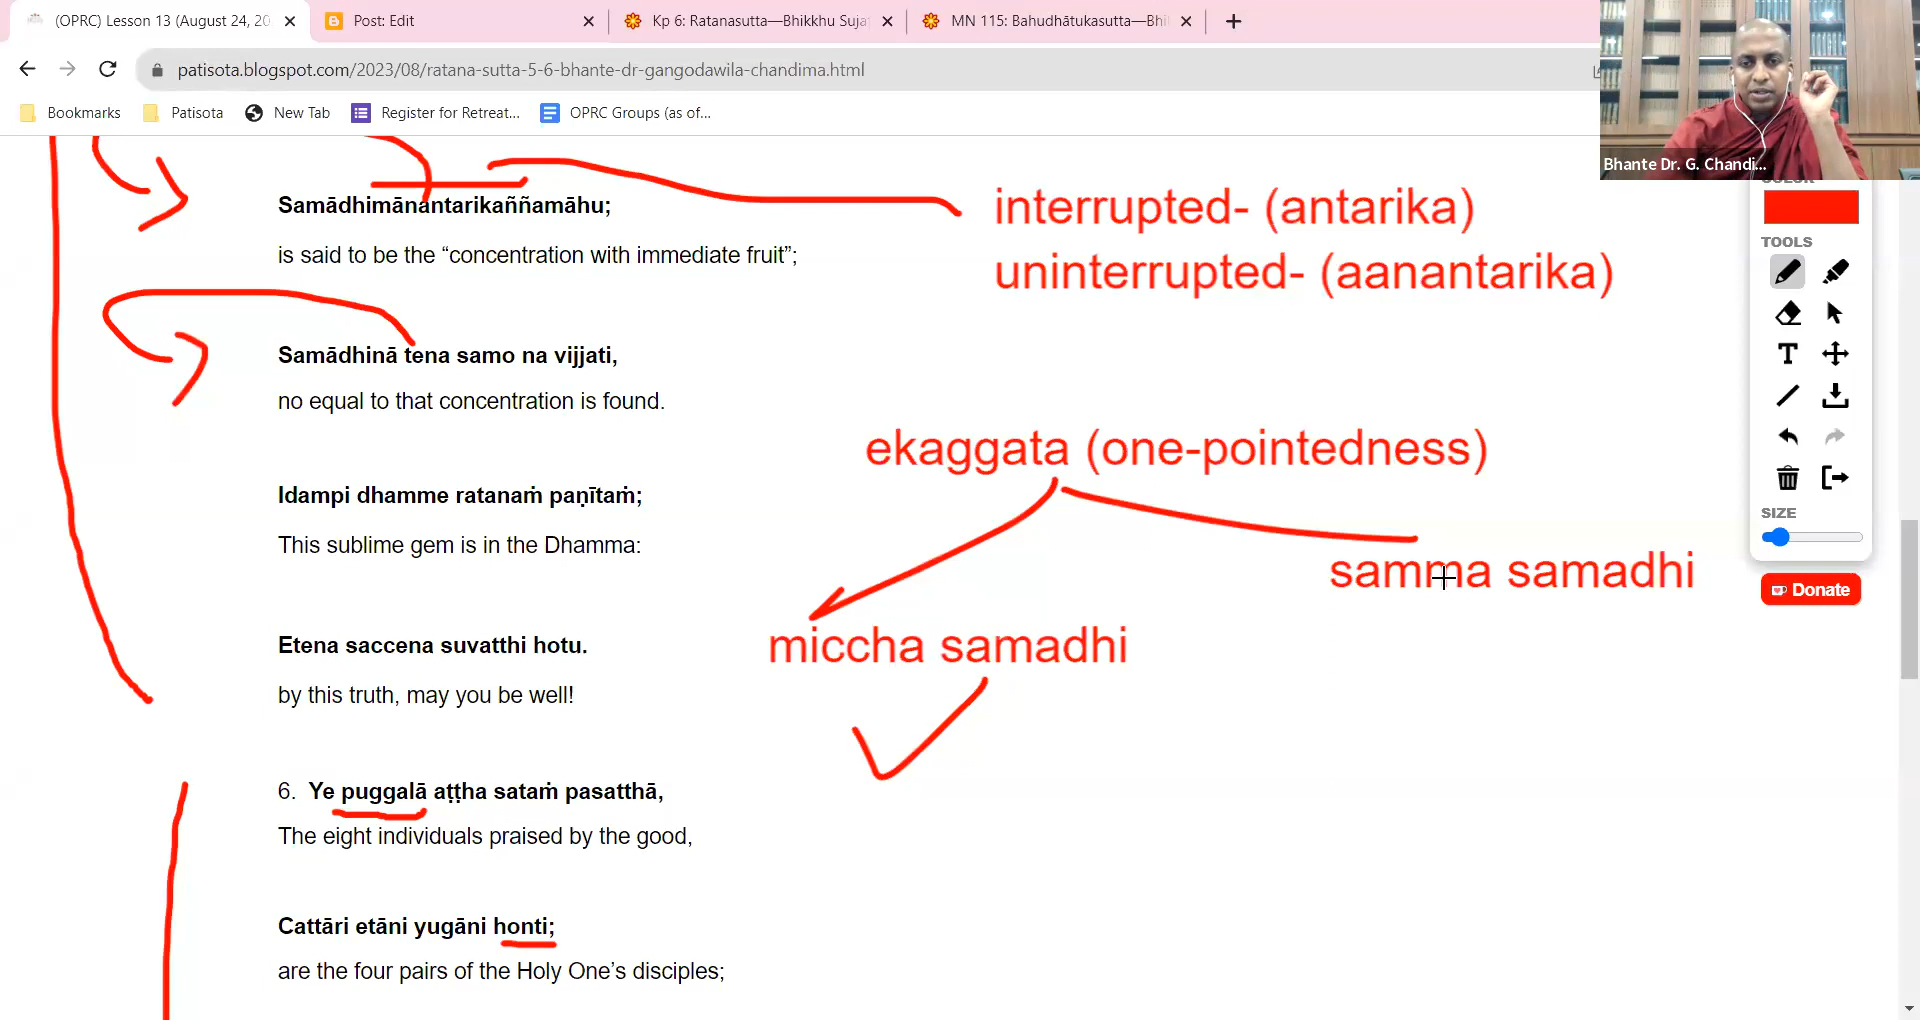 (OPRC) Lesson 13 (August 24, 20
Post: Edit
Kp 6: Ratanasutta—Bhikkhu Suja
MN 115: Bahudhātukasutta—Bhi
patisota.blogspot.com/2023/08/ratana-sutta-5-6-bhante-dr-gangodawila-chandima.html
Bookmarks
Patisota
New Tab
Register for Retreat...
OPRC Groups (as of...
Bhante Dr. G. Chandi...
COLOR
TOOLS
SIZE
Donate
Samādhimānantarikaññamāhu;
is said to be the “concentration with immediate fruit”;
interrupted- (antarika)
uninterrupted- (aanantarika)
Samādhinā tena samo na vijjati,
no equal to that concentration is found.
ekaggata (one-pointedness)
Idampi dhamme ratanaṁ paṇītaṁ;
This sublime gem is in the Dhamma:
samma samadhi
Etena saccena suvatthi hotu.
miccha samadhi
by this truth, may you be well!
6. Ye puggalā aṭṭha sataṁ pasatthā,
The eight individuals praised by the good,
Cattāri etāni yugāni honti;
are the four pairs of the Holy One’s disciples;